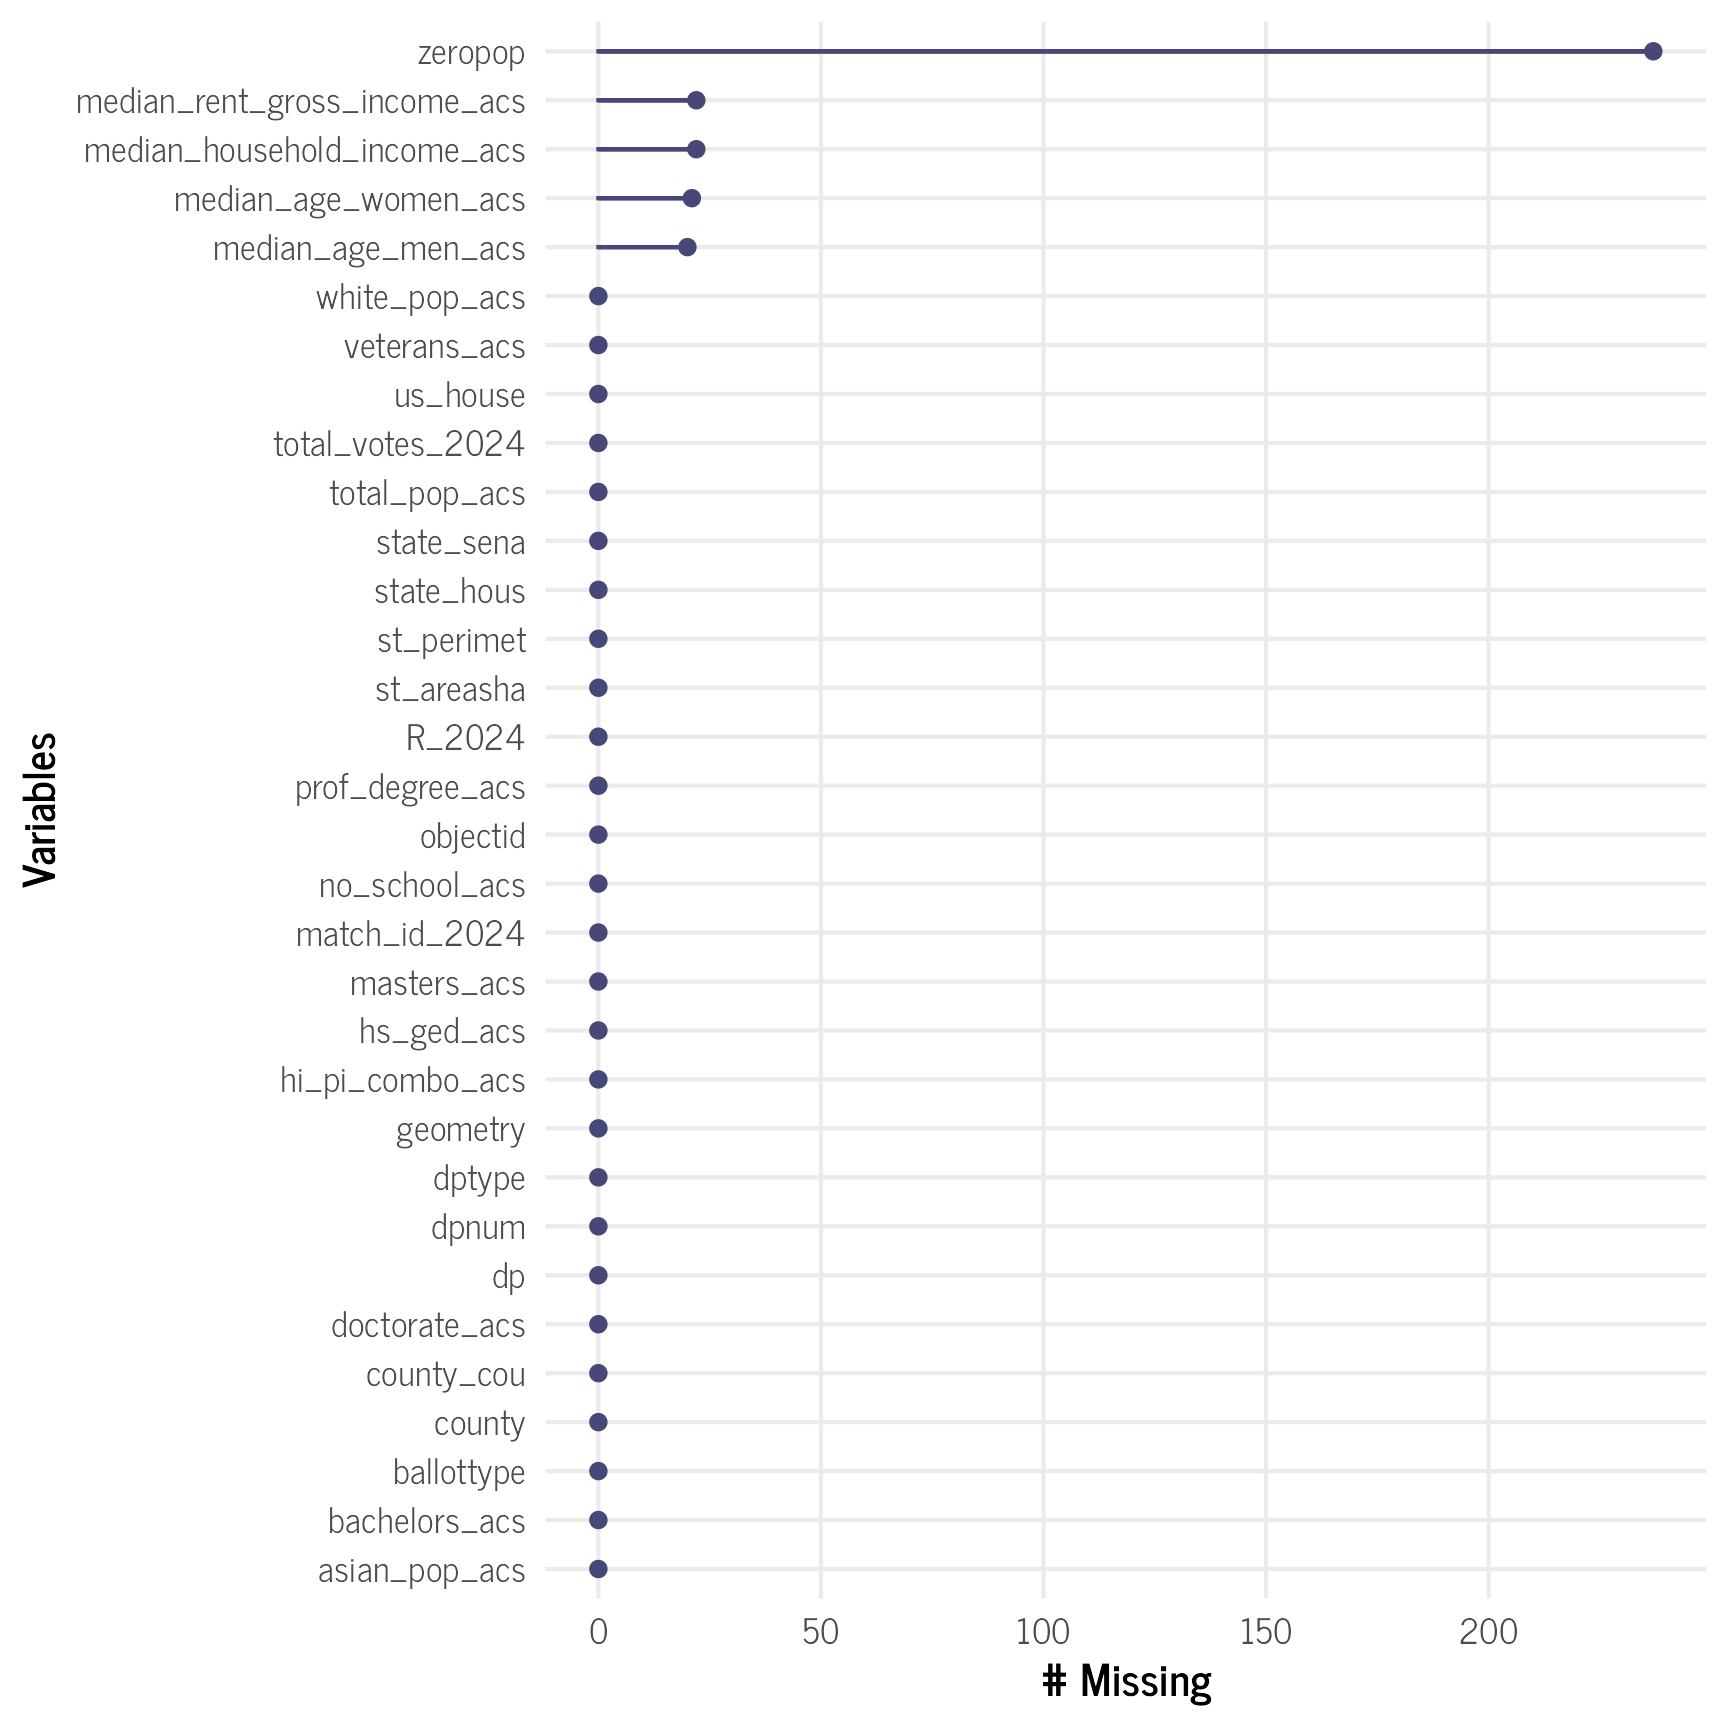 zeropop
median_rent_gross_income_acs
median_household_income_acs
median_age_women_acs
median_age_men_acs
white_pop_acs
veterans_acs
us_house
total_votes_2024
total_pop_acs
state_sena
state_hous
st_perimet
st_areasha
R_2024
prof_degree_acs
objectid
no_school_acs
match_id_2024
masters_acs
hs_ged_acs
hi_pi_combo_acs
geometry
dptype
dpnum
dp
doctorate_acs
county_cou
county
ballottype
bachelors_acs
asian_pop_acs
Variables
0 50 100 150 200
# Missing